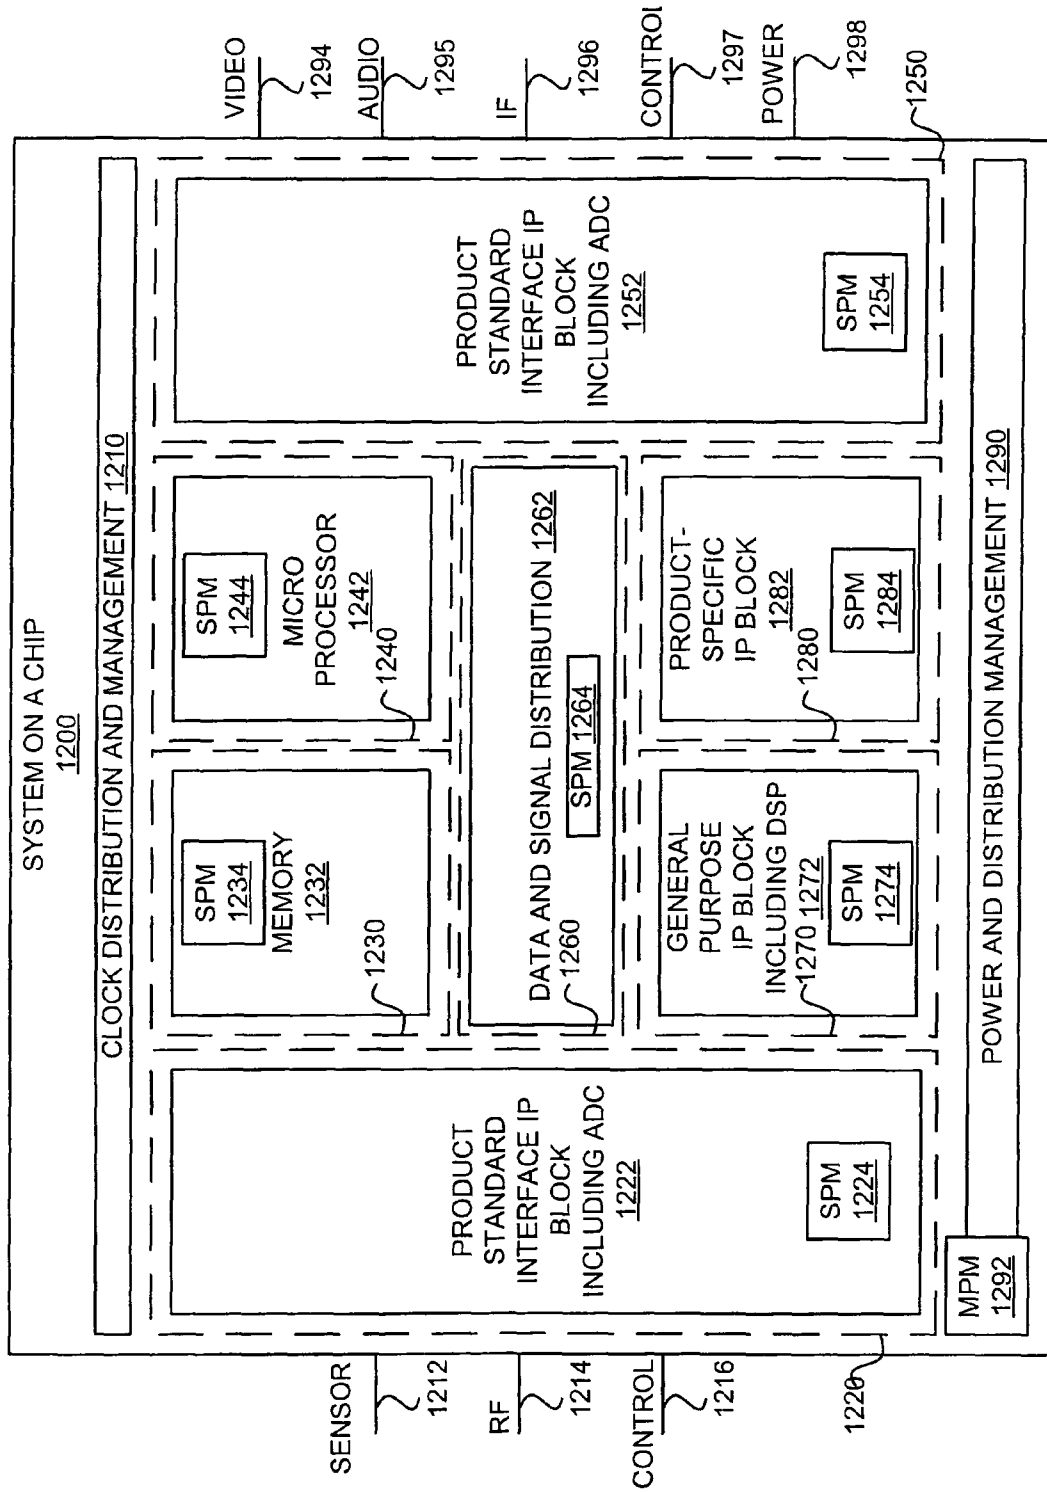 SYSTEM ON A CHIP
1200
CLOCK DISTRIBUTION AND MANAGEMENT 1210
SENSOR
1212
RF
1214
CONTROL
1216
1220
PRODUCT
STANDARD
INTERFACE IP
BLOCK
INCLUDING ADC
1222
SPM
1224
SPM
1234
MEMORY
1232
1230
SPM
1244
MICRO
PROCESSOR
1242
1240
DATA AND SIGNAL DISTRIBUTION 1262
SPM 1264
1260
GENERAL
PURPOSE
IP BLOCK
INCLUDING DSP
1270 1272
SPM
1274
PRODUCT-
SPECIFIC
IP BLOCK
1282
1280
SPM
1284
PRODUCT
STANDARD
INTERFACE IP
BLOCK
INCLUDING ADC
1252
SPM
1254
VIDEO
1294
AUDIO
1295
IF
1296
CONTROL
1297
POWER
1298
1250
MPM
1292
POWER AND DISTRIBUTION MANAGEMENT 1290